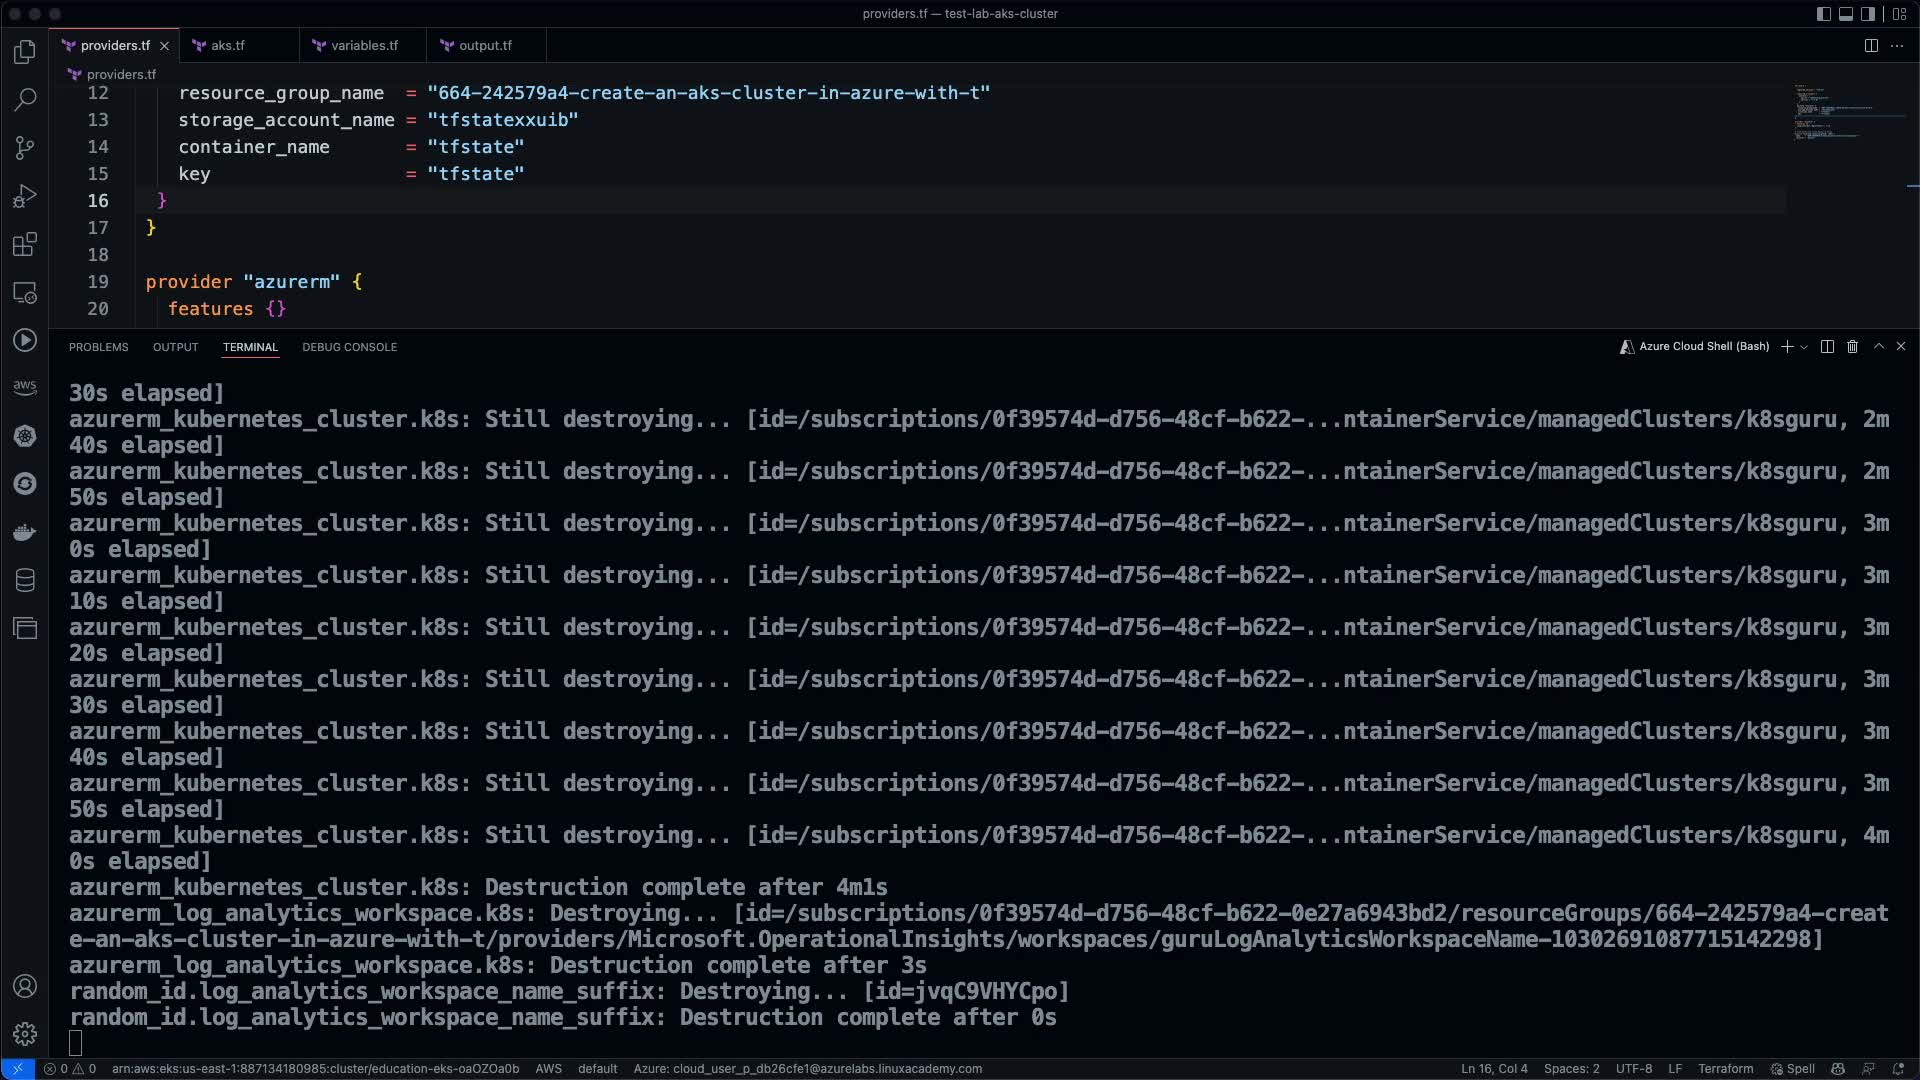 providers.tf — test-lab-aks-cluster
providers.tf
aks.tf
variables.tf
output.tf
providers.tf
12 resource_group_name = "664-242579a4-create-an-aks-cluster-in-azure-with-t"
13 storage_account_name = "tfstatexxuib"
14 container_name = "tfstate"
15 key = "tfstate"
16 }
17 }
18
19 provider "azurerm" {
20 features {}
PROBLEMS OUTPUT TERMINAL DEBUG CONSOLE
Azure Cloud Shell (Bash)
aws
30s elapsed]
azurerm_kubernetes_cluster.k8s: Still destroying... [id=/subscriptions/0f39574d-d756-48cf-b622-...ntainerService/managedClusters/k8sguru, 2m
40s elapsed]
azurerm_kubernetes_cluster.k8s: Still destroying... [id=/subscriptions/0f39574d-d756-48cf-b622-...ntainerService/managedClusters/k8sguru, 2m
50s elapsed]
azurerm_kubernetes_cluster.k8s: Still destroying... [id=/subscriptions/0f39574d-d756-48cf-b622-...ntainerService/managedClusters/k8sguru, 3m
0s elapsed]
azurerm_kubernetes_cluster.k8s: Still destroying... [id=/subscriptions/0f39574d-d756-48cf-b622-...ntainerService/managedClusters/k8sguru, 3m
10s elapsed]
azurerm_kubernetes_cluster.k8s: Still destroying... [id=/subscriptions/0f39574d-d756-48cf-b622-...ntainerService/managedClusters/k8sguru, 3m
20s elapsed]
azurerm_kubernetes_cluster.k8s: Still destroying... [id=/subscriptions/0f39574d-d756-48cf-b622-...ntainerService/managedClusters/k8sguru, 3m
30s elapsed]
azurerm_kubernetes_cluster.k8s: Still destroying... [id=/subscriptions/0f39574d-d756-48cf-b622-...ntainerService/managedClusters/k8sguru, 3m
40s elapsed]
azurerm_kubernetes_cluster.k8s: Still destroying... [id=/subscriptions/0f39574d-d756-48cf-b622-...ntainerService/managedClusters/k8sguru, 3m
50s elapsed]
azurerm_kubernetes_cluster.k8s: Still destroying... [id=/subscriptions/0f39574d-d756-48cf-b622-...ntainerService/managedClusters/k8sguru, 4m
0s elapsed]
azurerm_kubernetes_cluster.k8s: Destruction complete after 4m1s
azurerm_log_analytics_workspace.k8s: Destroying... [id=/subscriptions/0f39574d-d756-48cf-b622-0e27a6943bd2/resourceGroups/664-242579a4-creat
e-an-aks-cluster-in-azure-with-t/providers/Microsoft.OperationalInsights/workspaces/guruLogAnalyticsWorkspaceName-10302691087715142298]
azurerm_log_analytics_workspace.k8s: Destruction complete after 3s
random_id.log_analytics_workspace_name_suffix: Destroying... [id=jvqC9VHYCpo]
random_id.log_analytics_workspace_name_suffix: Destruction complete after 0s
0 0 arn:aws:eks:us-east-1:887134180985:cluster/education-eks-oaOZOa0b AWS default Azure: cloud_user_p_db26cfe1@azurelabs.linuxacademy.com Ln 16, Col 4 Spaces: 2 UTF-8 LF Terraform Spell